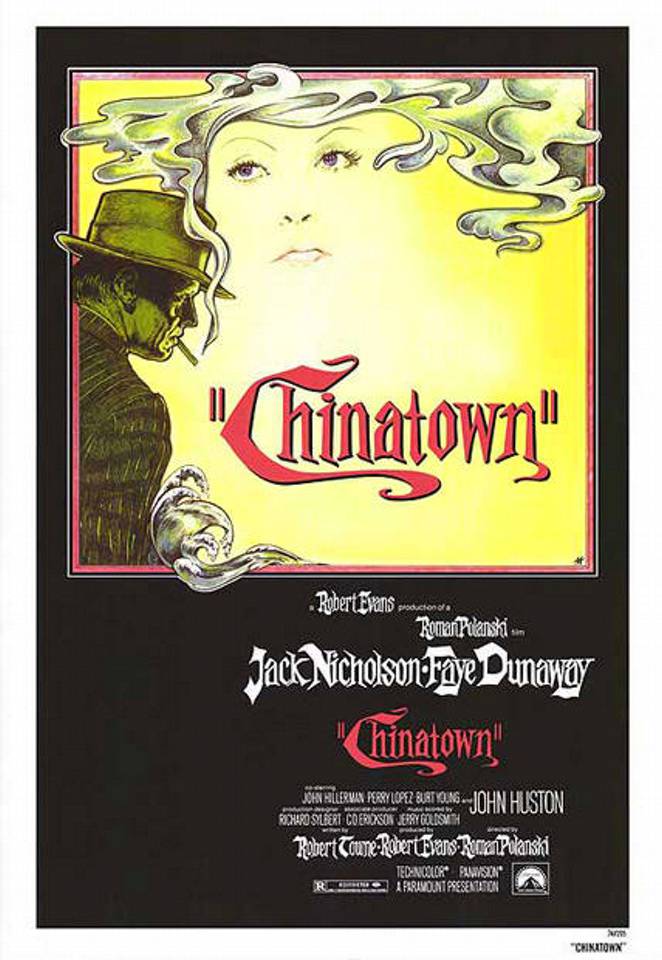 "Chinatown"
a Robert Evans production of a
Roman Polanski film
Jack Nicholson·Faye Dunaway
"Chinatown"
co-starring
JOHN HILLERMAN·PERRY LOPEZ·BURT YOUNG and JOHN HUSTON
production designer associate producer music scored by
RICHARD SYLBERT·C.O. ERICKSON·JERRY GOLDSMITH
written by produced by directed by
Robert Towne·Robert Evans·Roman Polanski
TECHNICOLOR® PANAVISION®
R RESTRICTED A PARAMOUNT PRESENTATION
"CHINATOWN"